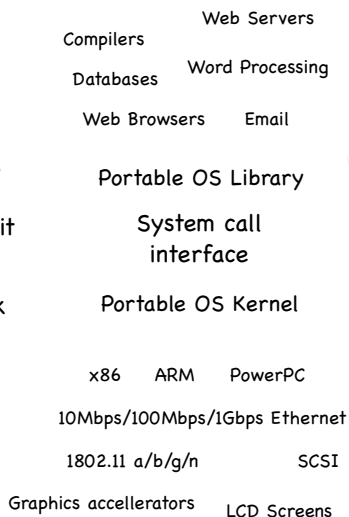 Web Servers
Compilers
Word Processing
Databases
Web Browsers Email
Portable OS Library
it
System call
interface
Portable OS Kernel
x86 ARM PowerPC
10Mbps/100Mbps/1Gbps Ethernet
1802.11 a/b/g/n SCSI
Graphics accellerators
LCD Screens